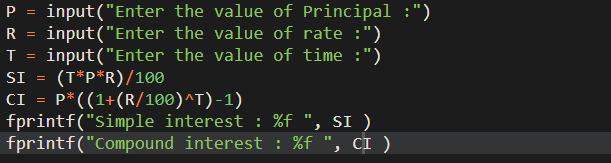 P = input("Enter the value of Principal :")
R = input("Enter the value of rate :")
T = input("Enter the value of time :")
SI = (T*P*R)/100
CI = P*((1+(R/100)^T)-1)
fprintf("Simple interest : %f ", SI )
fprintf("Compound interest : %f ", CI )